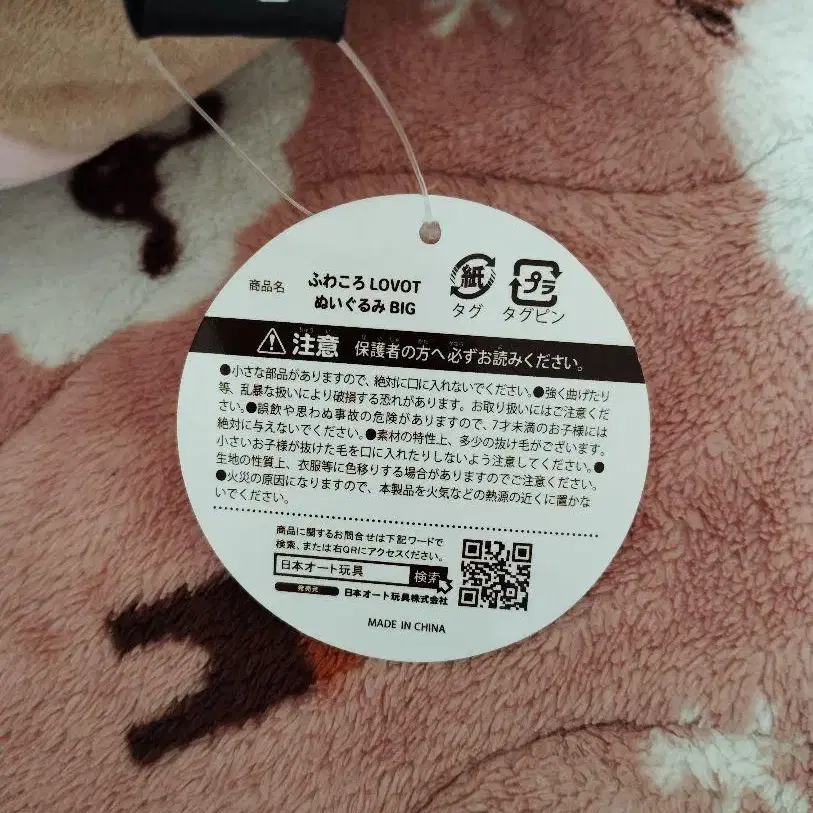 商品名 ふわころ LOVOT
ぬいぐるみ BIG
紙 プラ
タグ タグピン
注意 保護者の方へ必ずお読みください。
●小さな部品がありますので、絶対に口に入れないでください。●強く曲げたり
等、乱暴な扱いにより破損する恐れがあります。お取り扱いにはご注意くだ
さい。●誤飲や思わぬ事故の危険がありますので、7才未満のお子様には
絶対に与えないでください。●素材の特性上、多少の抜け毛がございます。
小さいお子様が抜けた毛を口に入れたりしないよう注意してください。●
生地の性質上、衣服等に色移りする場合がありますのでご注意ください。
●火災の原因になりますので、本製品を火気などの熱源の近くに置かな
いでください。
商品に関するお問合せは下記ワードで
検索、または右QRにアクセスください。
日本オート玩具 検索
発売元 日本オート玩具株式会社
MADE IN CHINA